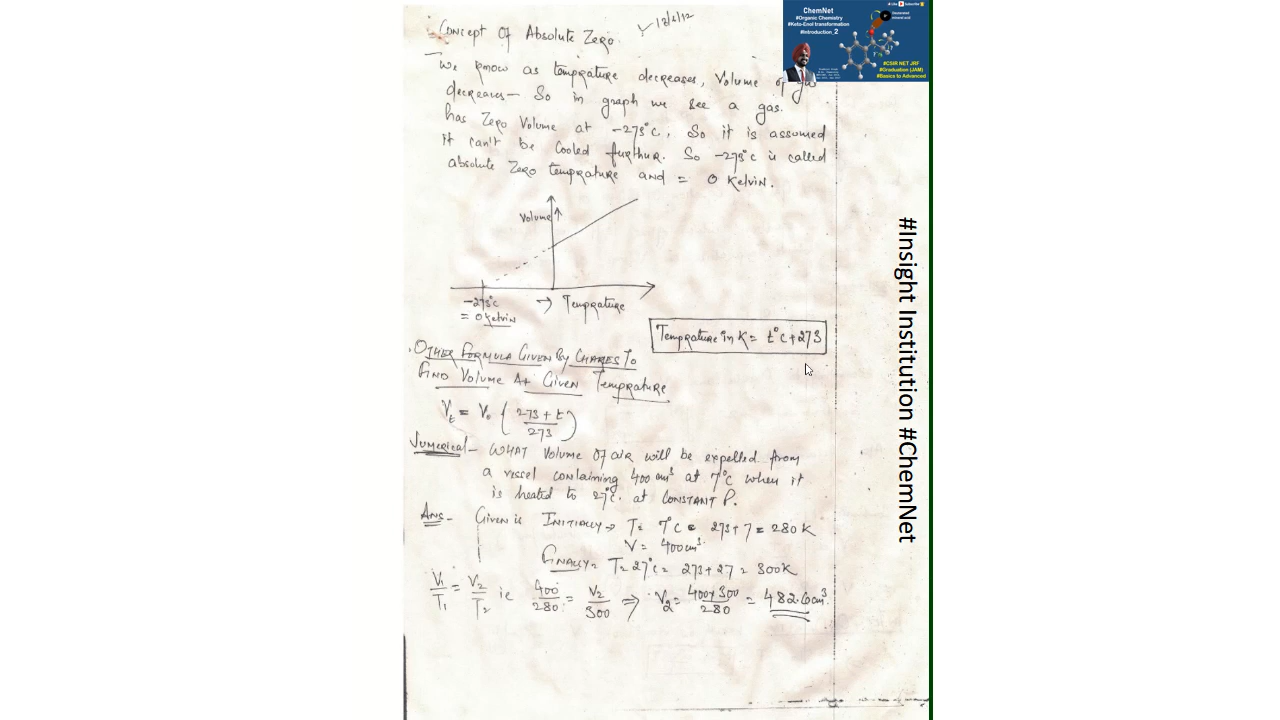 Concept Of Absolute Zero.
We know as temprature decreases, Volume of gas
decreases – So in graph we see a gas.
has Zero Volume at -273°c, So it is assumed
it can't be Cooled furthur. So -273°c is called
absolute Zero temprature and = 0 Kelvin.
Volume
-273°c
= 0 Kelvin
→ Temprature
Temprature in K = t°c + 273
OTHER FORMULA GIVEN BY CHARLES TO
FIND VOLUME At GIVEN Temprature
Vt = V₀ ( 273 + t / 273 )
NUMERICAL – WHAT Volume Of air will be expelled from
a vessel containing 400 cm³ at 7°C when it
is heated to 27°C. at CONSTANT P.
Ans – Given is INITIALLY → T = 7°C = 273+7 = 280 K
V = 400 cm³
FINALLY = T = 27°C = 273+27 = 300K
V₁/T₁ = V₂/T₂ ie 400/280 = V₂/300 ⇒ V₂ = 400x300/280 = 482.6 cm³
ChemNet
#Organic Chemistry
#Keto-Enol transformation
#Introduction_2
#CSIR NET JRF
#Graduation (JAM)
#Basics to Advanced
#Insight Institution #ChemNet